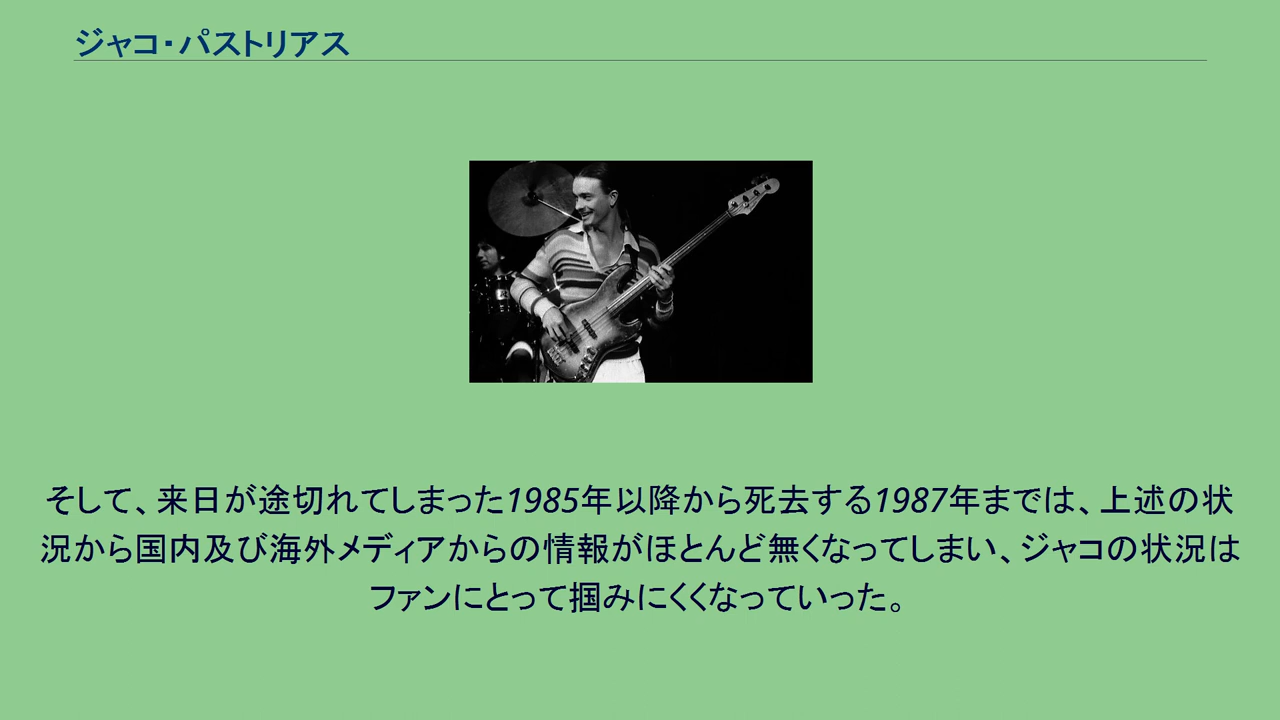 ジャコ・パストリアス
そして、来日が途切れてしまった1985年以降から死去する1987年までは、上述の状
況から国内及び海外メディアからの情報がほとんど無くなってしまい、ジャコの状況は
ファンにとって掴みにくくなっていった。